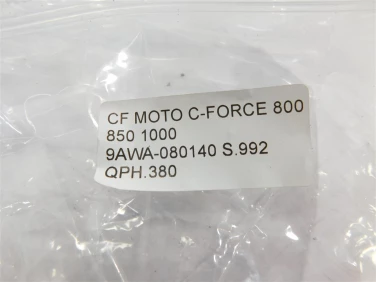 CF MOTO C-FORCE 800
850 1000
9AWA-080140 S.992
QPH.380